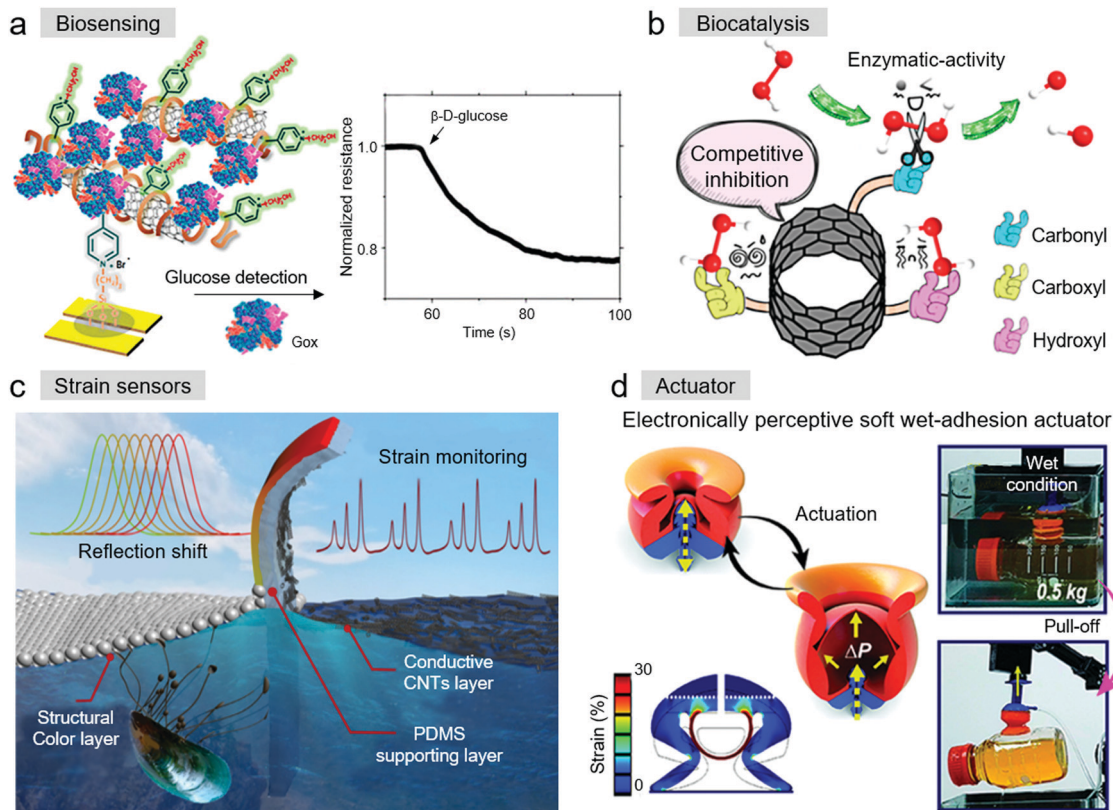 a Biosensing
Br⁻
N⁺
Glucose detection
Gox
β-D-glucose
Normalized resistance
1.0
0.8
60
80
100
Time (s)
b Biocatalysis
Enzymatic-activity
Competitive
inhibition
Carbonyl
Carboxyl
Hydroxyl
c Strain sensors
Reflection shift
Strain monitoring
Conductive
CNTs layer
Structural
Color layer
PDMS
supporting layer
d Actuator
Electronically perceptive soft wet-adhesion actuator
Actuation
ΔP
30
Strain (%)
0
Wet
condition
0.5 kg
Pull-off